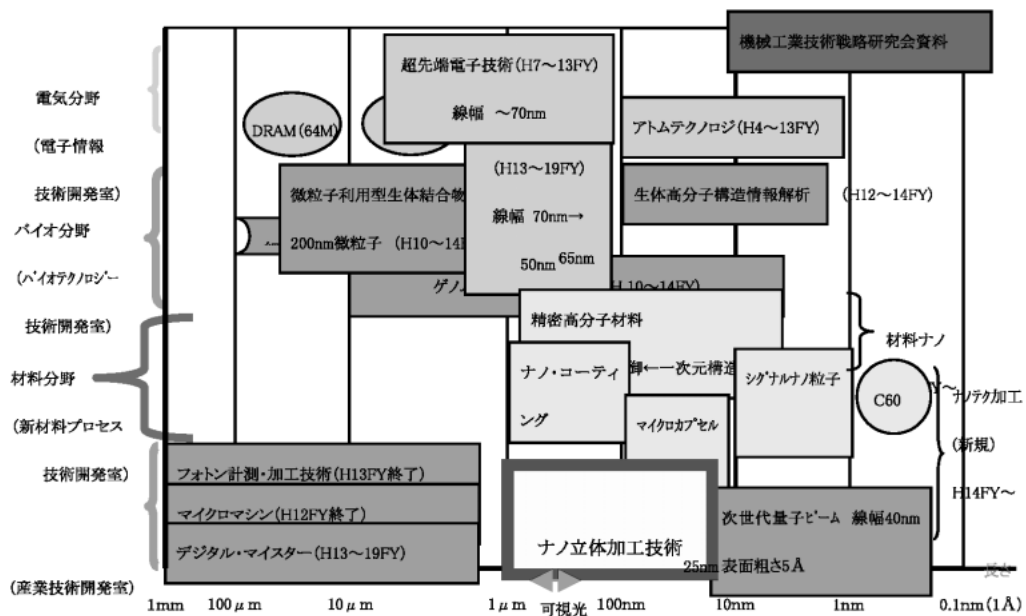 機械工業技術戦略研究会資料
超先端電子技術(H7～13FY)
線幅 ～70nm
電気分野
(電子情報
技術開発室)
DRAM(64M)
アトムテクノロジ(H4～13FY)
(H13～19FY)
線幅 70nm→
50nm 65nm
微粒子利用型生体結合物
200nm微粒子 (H10～14F
生体高分子構造情報解析 (H12～14FY)
バイオ分野
(バイオテクノロジー
技術開発室)
ゲノ
H10～14FY)
精密高分子材料
御←一次元構造
材料ナノ
材料分野
(新材料プロセス
技術開発室)
ナノ・コーティ
ング
シグナルナノ粒子
C60
Y～
ナノテク加工
(新規)
H14FY～
マイクロカプセル
フォトン計測・加工技術(H13FY終了)
マイクロマシン(H12FY終了)
デジタル・マイスター(H13～19FY)
(産業技術開発室)
ナノ立体加工技術
次世代量子ビーム 線幅40nm
25nm 表面粗さ5Å
長さ
1mm 100μm 10μm 1μm 可視光 100nm 10nm 1nm 0.1nm(1Å)